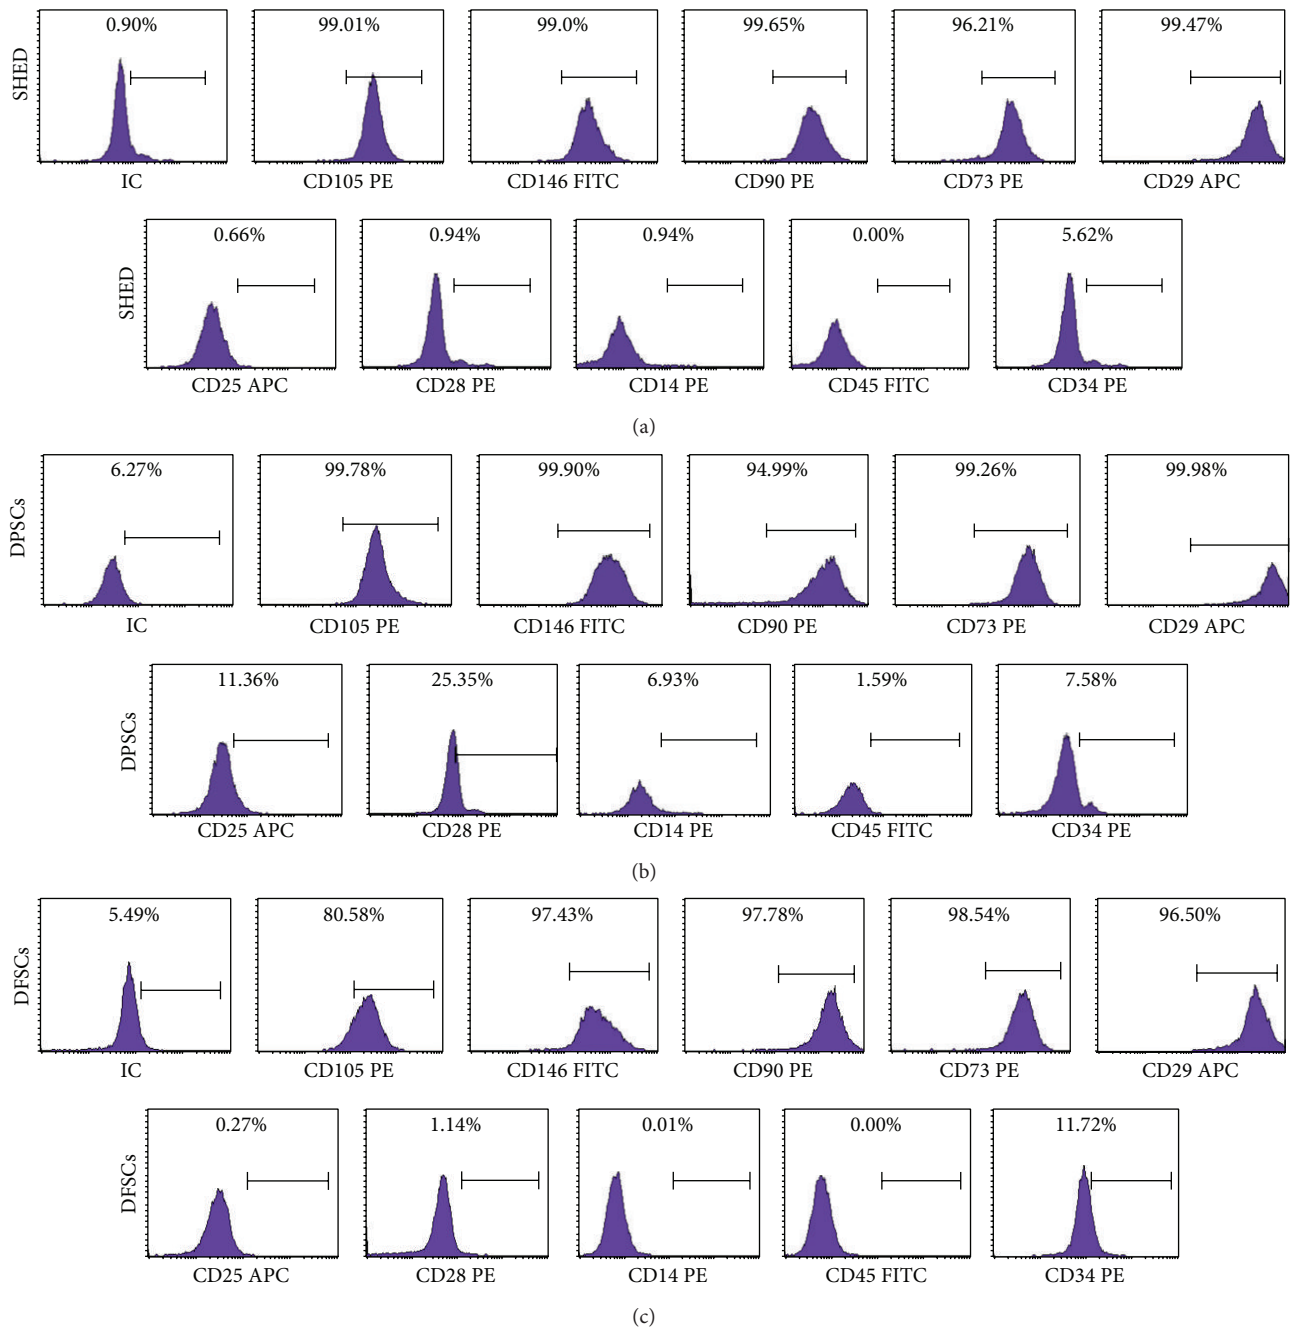 0.90% 99.01% 99.0% 99.65% 96.21% 99.47%
SHED
IC CD105 PE CD146 FITC CD90 PE CD73 PE CD29 APC
0.66% 0.94% 0.94% 0.00% 5.62%
SHED
CD25 APC CD28 PE CD14 PE CD45 FITC CD34 PE
(a)
6.27% 99.78% 99.90% 94.99% 99.26% 99.98%
DPSCs
IC CD105 PE CD146 FITC CD90 PE CD73 PE CD29 APC
11.36% 25.35% 6.93% 1.59% 7.58%
DPSCs
CD25 APC CD28 PE CD14 PE CD45 FITC CD34 PE
(b)
5.49% 80.58% 97.43% 97.78% 98.54% 96.50%
DFSCs
IC CD105 PE CD146 FITC CD90 PE CD73 PE CD29 APC
0.27% 1.14% 0.01% 0.00% 11.72%
DFSCs
CD25 APC CD28 PE CD14 PE CD45 FITC CD34 PE
(c)